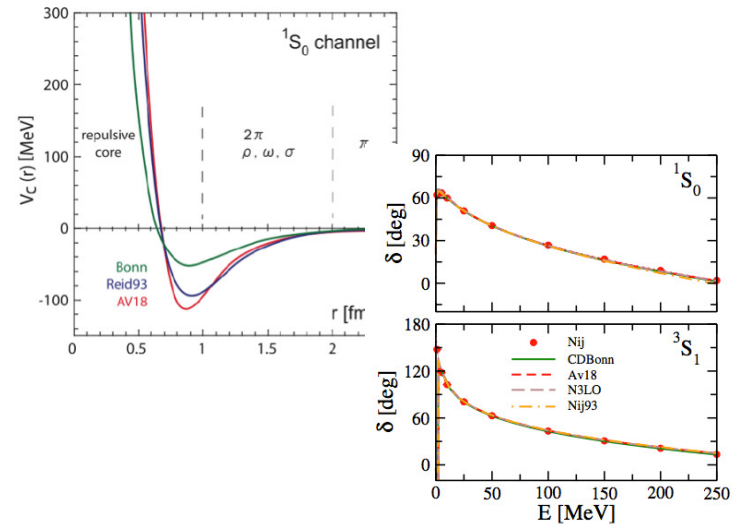 300
¹S₀ channel
200
repulsive
core
2π
ρ, ω, σ
π
100
V_C (r) [MeV]
0
Bonn
Reid93
AV18
-100
r [fm
0 0.5 1 1.5 2
90
¹S₀
60
δ [deg]
30
0
180
³S₁
Nij
CDBonn
Av18
N3LO
Nij93
120
δ [deg]
60
0
0 50 100 150 200 250
E [MeV]